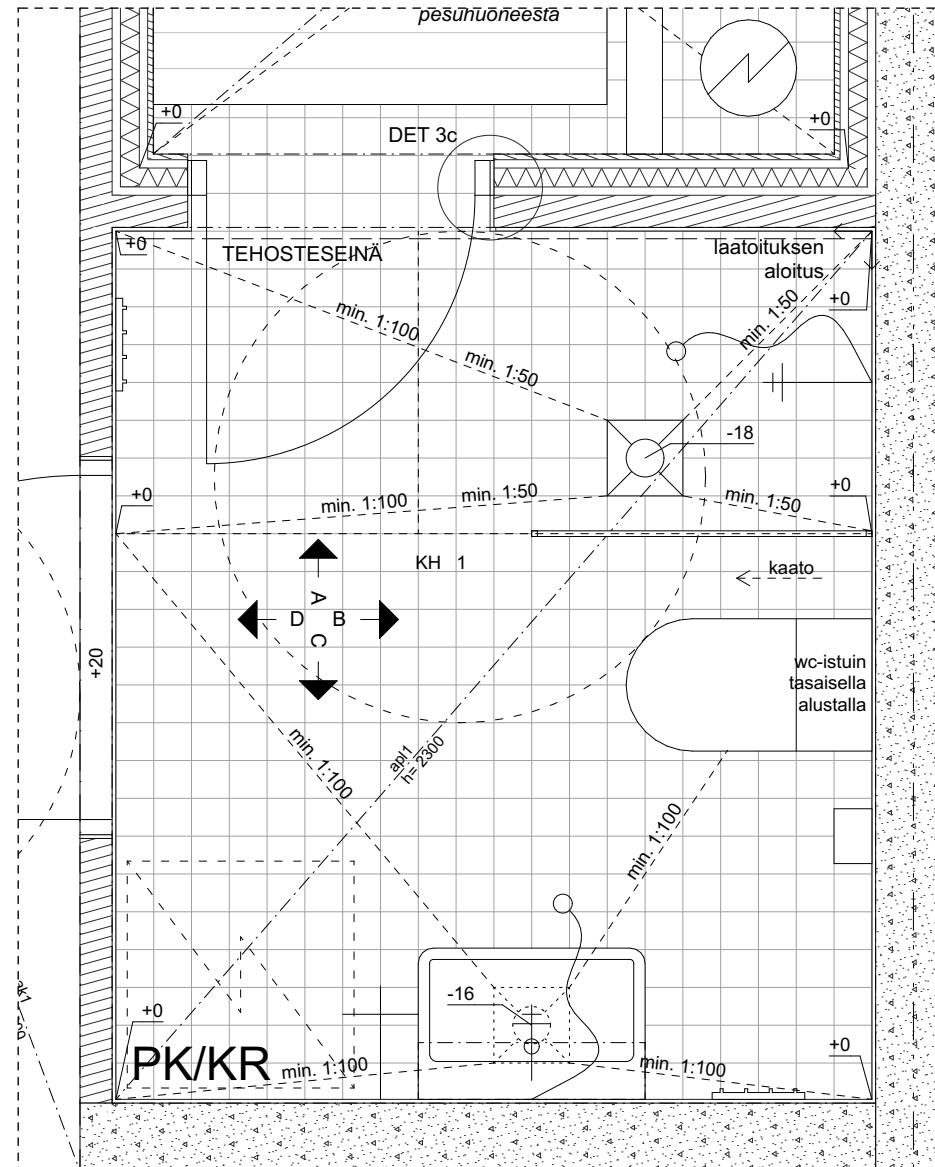 pesuhuoneesta
+0
DET 3c
+0
+0
TEHOSTESEINÄ
laatoituksen
aloitus
min. 1:100
min. 1:50
min. 1:50
+0
-18
+0
min. 1:100
min. 1:50
min. 1:50
+0
KH 1
kaato
A
D B
C
+20
wc-istuin
tasaisella
alustalla
min. 1:100
apl1
h= 2300
min. 1:100
-16
+0
+0
PK/KR
min. 1:100
min. 1:100